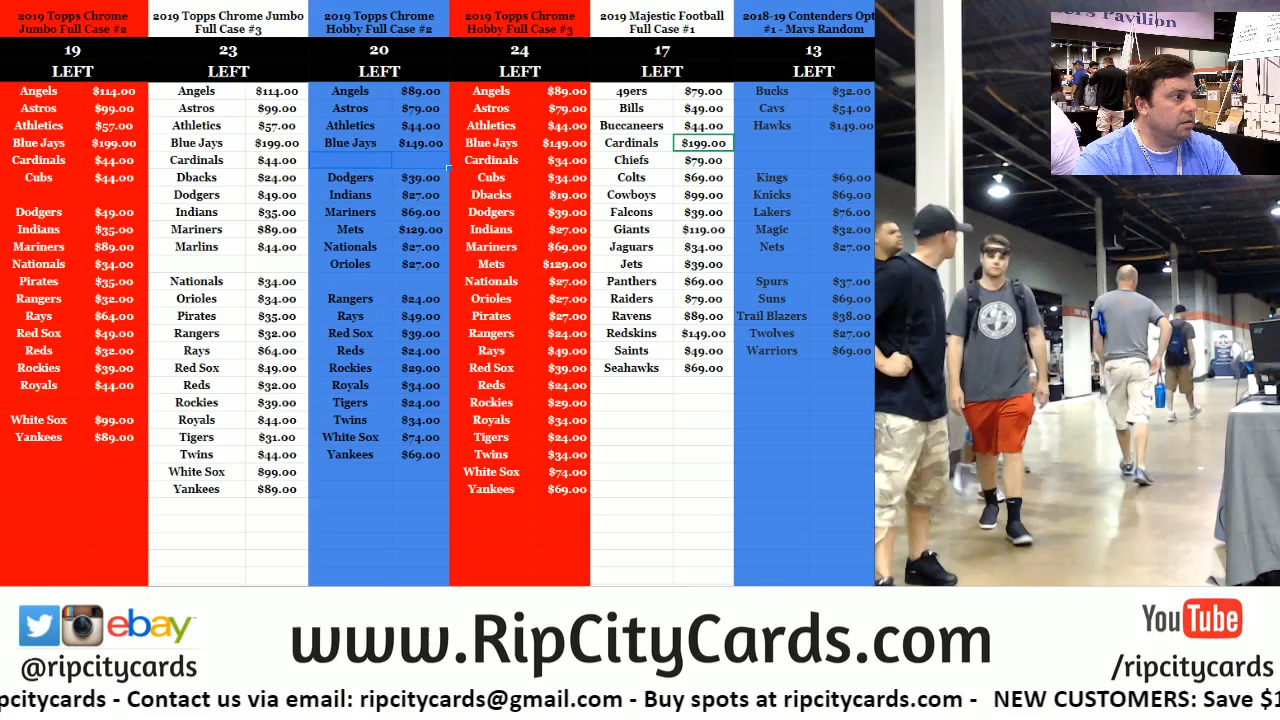 2019 Topps Chrome
Jumbo Full Case #2
19
LEFT
Angels $114.00
Astros $99.00
Athletics $57.00
Blue Jays $199.00
Cardinals $44.00
Cubs $44.00
Dodgers $49.00
Indians $35.00
Mariners $89.00
Nationals $34.00
Pirates $35.00
Rangers $32.00
Rays $64.00
Red Sox $49.00
Reds $32.00
Rockies $39.00
Royals $44.00
White Sox $99.00
Yankees $89.00
2019 Topps Chrome Jumbo
Full Case #3
23
LEFT
Angels $114.00
Astros $99.00
Athletics $57.00
Blue Jays $199.00
Cardinals $44.00
Dbacks $24.00
Dodgers $49.00
Indians $35.00
Mariners $89.00
Marlins $44.00
Nationals $34.00
Orioles $34.00
Pirates $35.00
Rangers $32.00
Rays $64.00
Red Sox $49.00
Reds $32.00
Rockies $39.00
Royals $44.00
Tigers $31.00
Twins $44.00
White Sox $99.00
Yankees $89.00
2019 Topps Chrome
Hobby Full Case #2
20
LEFT
Angels $89.00
Astros $79.00
Athletics $44.00
Blue Jays $149.00
Dodgers $39.00
Indians $27.00
Mariners $69.00
Mets $129.00
Nationals $27.00
Orioles $27.00
Rangers $24.00
Rays $49.00
Red Sox $39.00
Reds $24.00
Rockies $29.00
Royals $34.00
Tigers $24.00
Twins $34.00
White Sox $74.00
Yankees $69.00
2019 Topps Chrome
Hobby Full Case #3
24
LEFT
Angels $89.00
Astros $79.00
Athletics $44.00
Blue Jays $149.00
Cardinals $34.00
Cubs $34.00
Dbacks $19.00
Dodgers $39.00
Indians $27.00
Mariners $69.00
Mets $129.00
Nationals $27.00
Orioles $27.00
Pirates $27.00
Rangers $24.00
Rays $49.00
Red Sox $39.00
Reds $24.00
Rockies $29.00
Royals $34.00
Tigers $24.00
Twins $34.00
White Sox $74.00
Yankees $69.00
2019 Majestic Football
Full Case #1
17
LEFT
49ers $79.00
Bills $49.00
Buccaneers $44.00
Cardinals $199.00
Chiefs $79.00
Colts $69.00
Cowboys $99.00
Falcons $39.00
Giants $119.00
Jaguars $34.00
Jets $39.00
Panthers $69.00
Raiders $79.00
Ravens $89.00
Redskins $149.00
Saints $49.00
Seahawks $69.00
2018-19 Contenders Opt
#1 - Mavs Random
13
LEFT
Bucks $32.00
Cavs $54.00
Hawks $149.00
Kings $69.00
Knicks $69.00
Lakers $76.00
Magic $32.00
Nets $27.00
Spurs $37.00
Suns $69.00
Trail Blazers $38.00
Twolves $27.00
Warriors $69.00
ers Pavilion
ebay
@ripcitycards
www.RipCityCards.com
YouTube
/ripcitycards
pcitycards - Contact us via email: ripcitycards@gmail.com - Buy spots at ripcitycards.com - NEW CUSTOMERS: Save $1